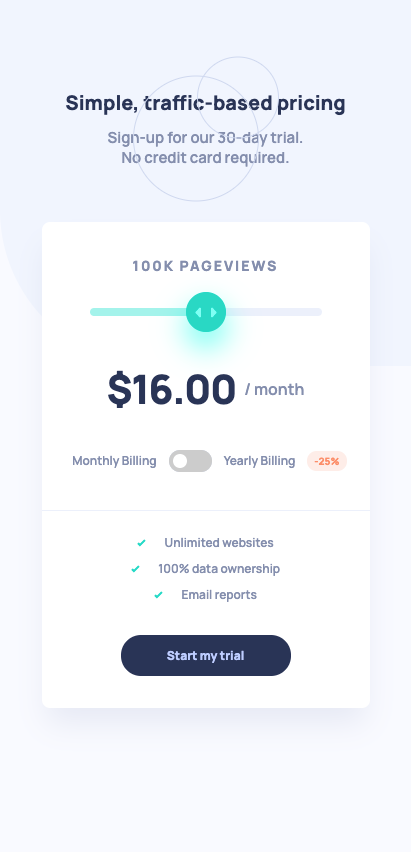 Simple, traffic-based pricing
Sign-up for our 30-day trial.
No credit card required.
100K PAGEVIEWS
$16.00 / month
Monthly Billing Yearly Billing -25%
Unlimited websites
100% data ownership
Email reports
Start my trial